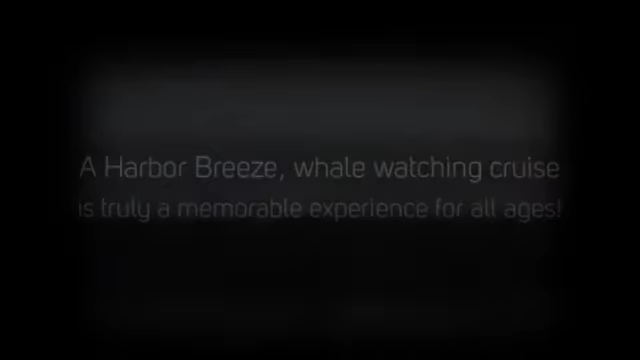 A Harbor Breeze, whale watching cruise
is truly a memorable experience for all ages!